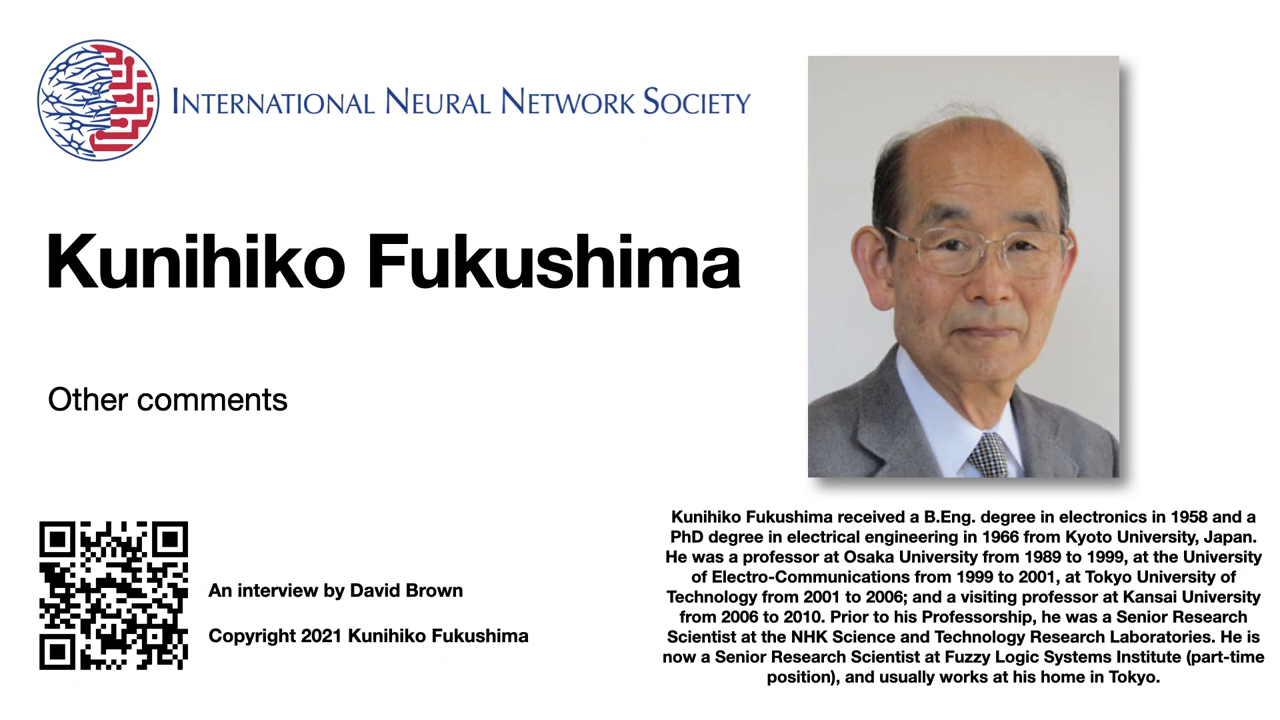 INTERNATIONAL NEURAL NETWORK SOCIETY
Kunihiko Fukushima
Other comments
An interview by David Brown
Copyright 2021 Kunihiko Fukushima
Kunihiko Fukushima received a B.Eng. degree in electronics in 1958 and a
PhD degree in electrical engineering in 1966 from Kyoto University, Japan.
He was a professor at Osaka University from 1989 to 1999, at the University
of Electro-Communications from 1999 to 2001, at Tokyo University of
Technology from 2001 to 2006; and a visiting professor at Kansai University
from 2006 to 2010. Prior to his Professorship, he was a Senior Research
Scientist at the NHK Science and Technology Research Laboratories. He is
now a Senior Research Scientist at Fuzzy Logic Systems Institute (part-time
position), and usually works at his home in Tokyo.